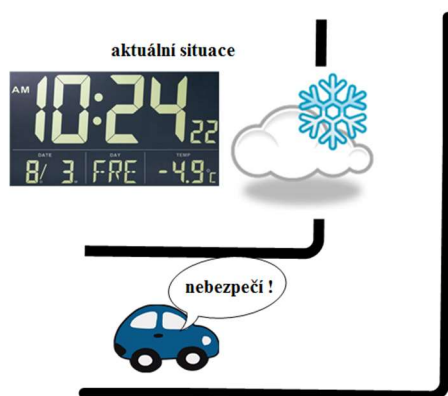 aktuální situace
AM 10:24 22
DATE DAY TEMP
8/ 3. FRE -4.9°C
nebezpečí !